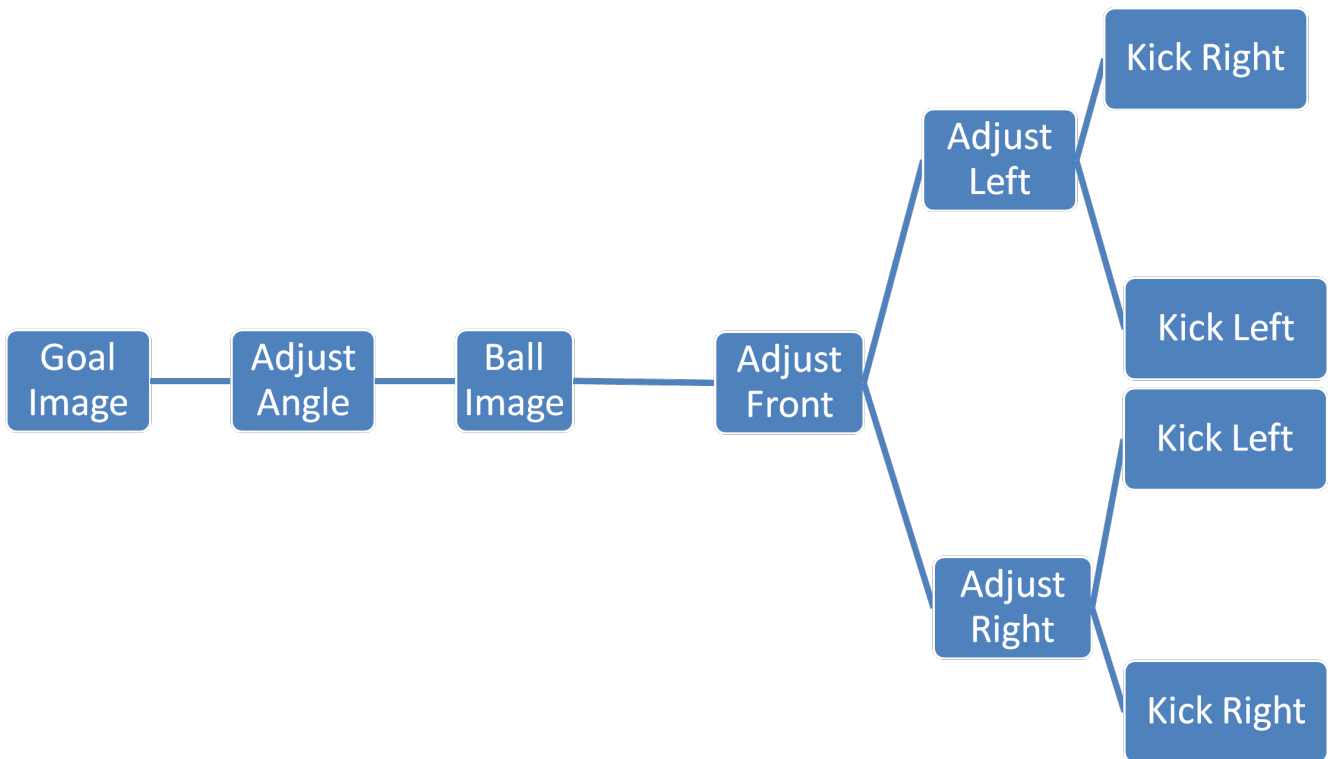 Goal
Image
Adjust
Angle
Ball
Image
Adjust
Front
Adjust
Left
Kick Right
Kick Left
Adjust
Right
Kick Left
Kick Right